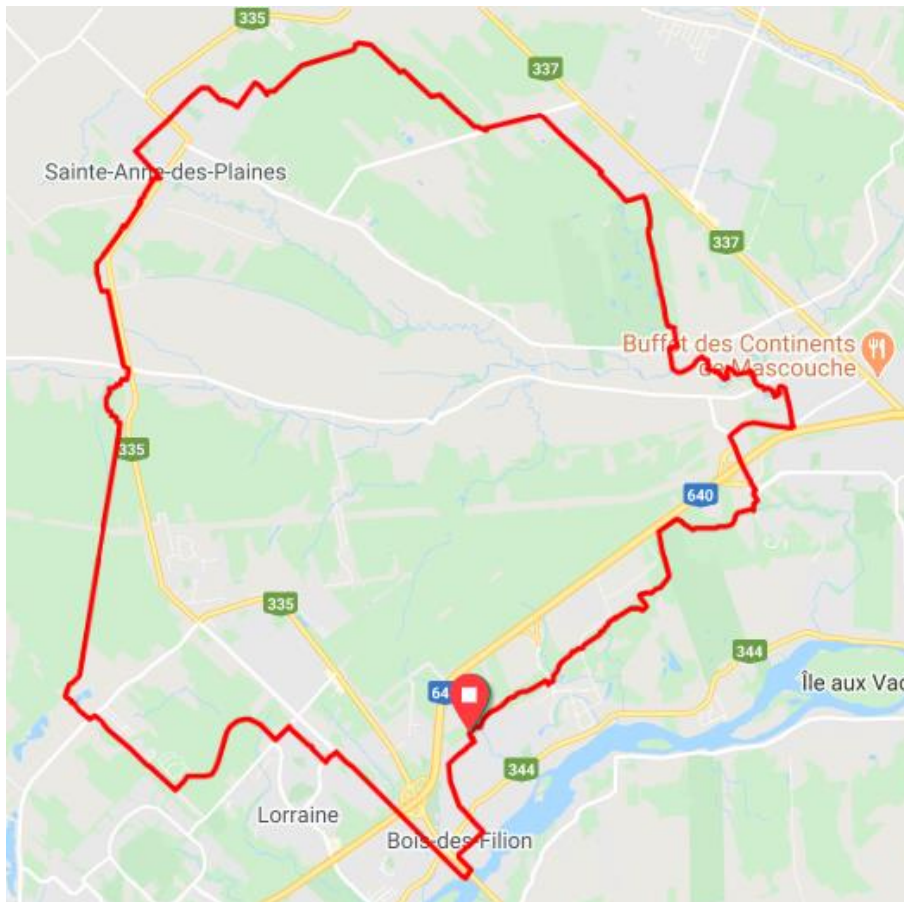 335
337
Sainte-Anne-des-Plaines
337
Buffet des Continents
de Mascouche
335
640
335
344
64
Île aux Vac
344
Lorraine
Bois-des Filion